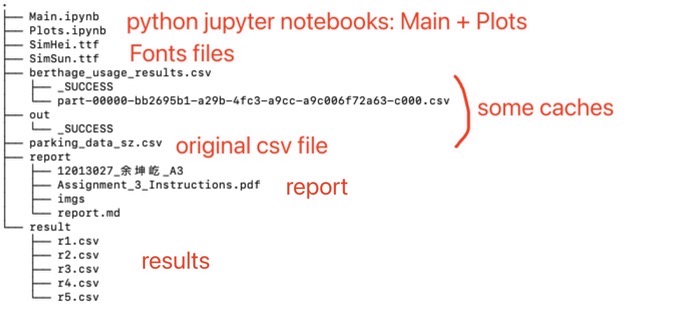 .
├── Main.ipynb python jupyter notebooks: Main + Plots
├── Plots.ipynb
├── SimHei.ttf
├── SimSun.ttf Fonts files
├── berthage_usage_results.csv
│   ├── _SUCCESS
│   └── part-00000-bb2695b1-a29b-4fc3-a9cc-a9c006f72a63-c000.csv some caches
├── out
│   └── _SUCCESS
├── parking_data_sz.csv original csv file
├── report
│   ├── 12013027_余坤屹_A3
│   ├── Assignment_3_Instructions.pdf report
│   ├── imgs
│   └── report.md
└── result
    ├── r1.csv
    ├── r2.csv
    ├── r3.csv results
    ├── r4.csv
    └── r5.csv